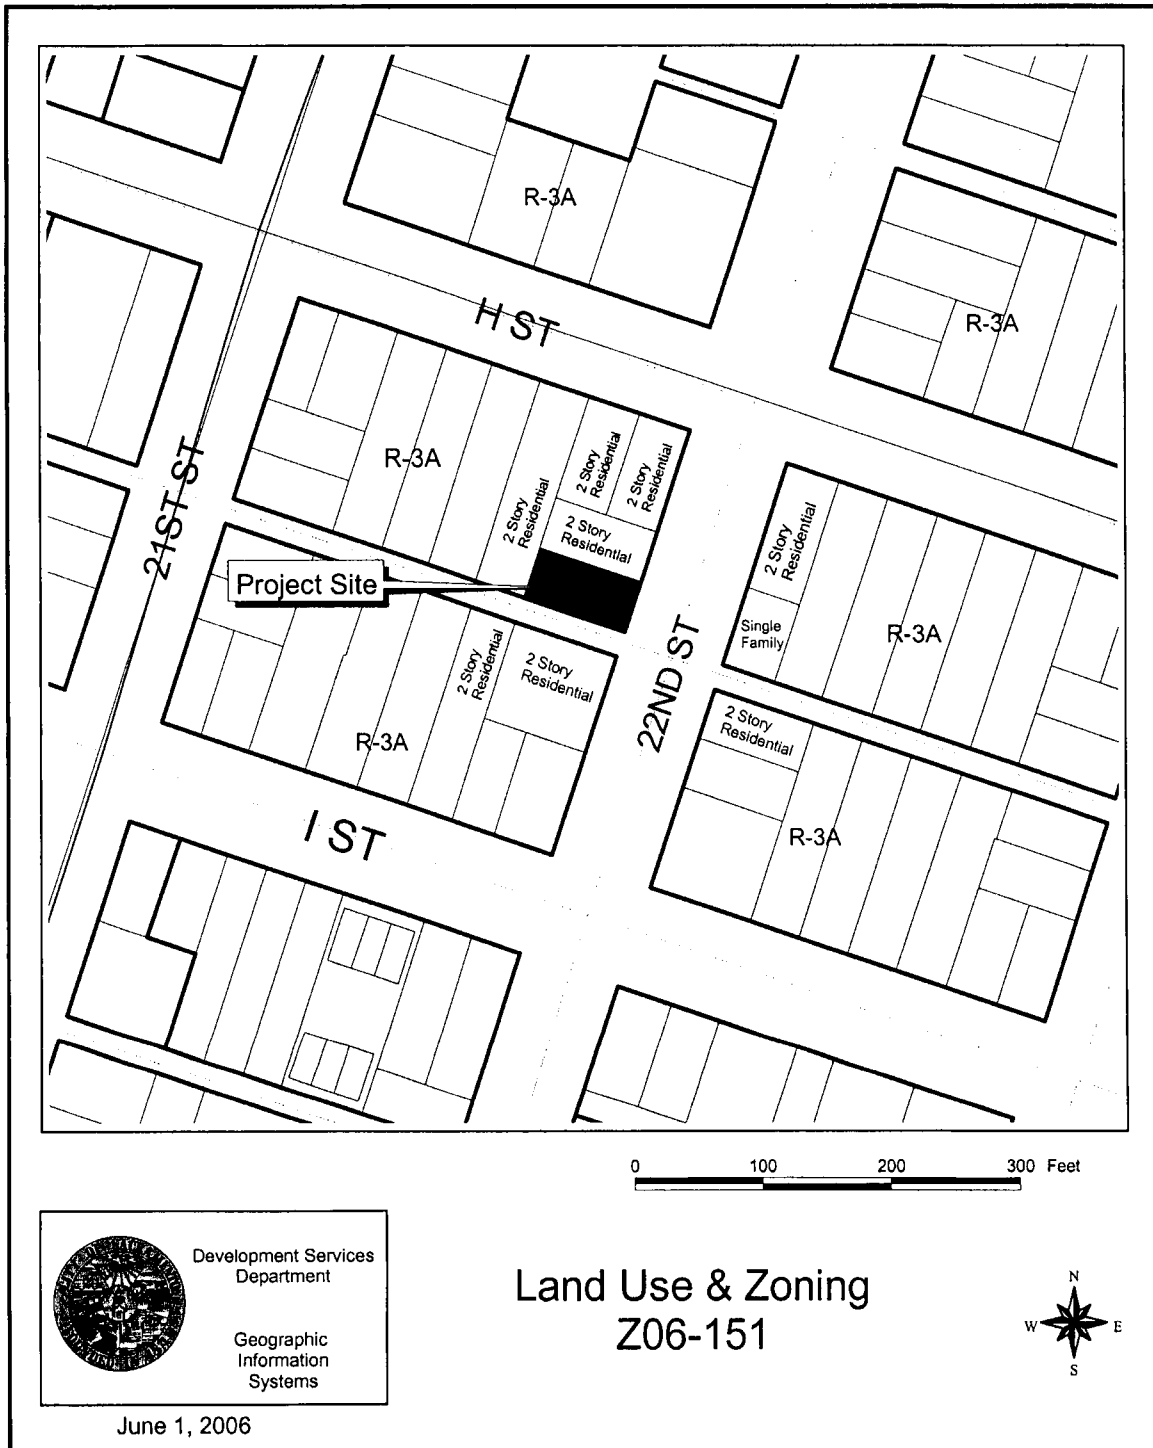 R-3A
H ST
R-3A
21ST ST
R-3A
2 Story
Residential
2 Story
Residential
2 Story
Residential
2 Story
Residential
2 Story
Residential
Project Site
Single
Family
R-3A
22ND ST
2 Story
Residential
2 Story
Residential
2 Story
Residential
R-3A
R-3A
I ST
0 100 200 300 Feet
Development Services
Department
Geographic
Information
Systems
Land Use & Zoning
Z06-151
N
W E
S
June 1, 2006